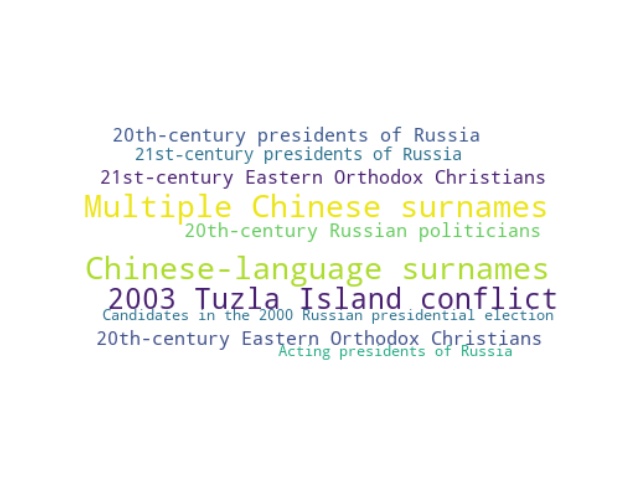 20th-century presidents of Russia
21st-century presidents of Russia
21st-century Eastern Orthodox Christians
Multiple Chinese surnames
20th-century Russian politicians
Chinese-language surnames
2003 Tuzla Island conflict
Candidates in the 2000 Russian presidential election
20th-century Eastern Orthodox Christians
Acting presidents of Russia